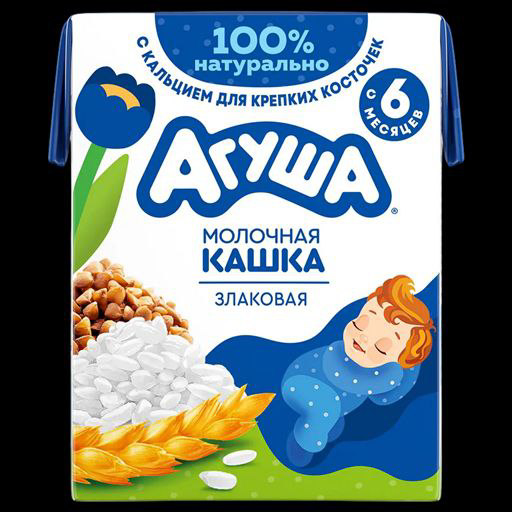 100%
натурально
С КАЛЬЦИЕМ ДЛЯ КРЕПКИХ КОСТОЧЕК
С 6
МЕСЯЦЕВ
АГУША®
МОЛОЧНАЯ
КАШКА
ЗЛАКОВАЯ